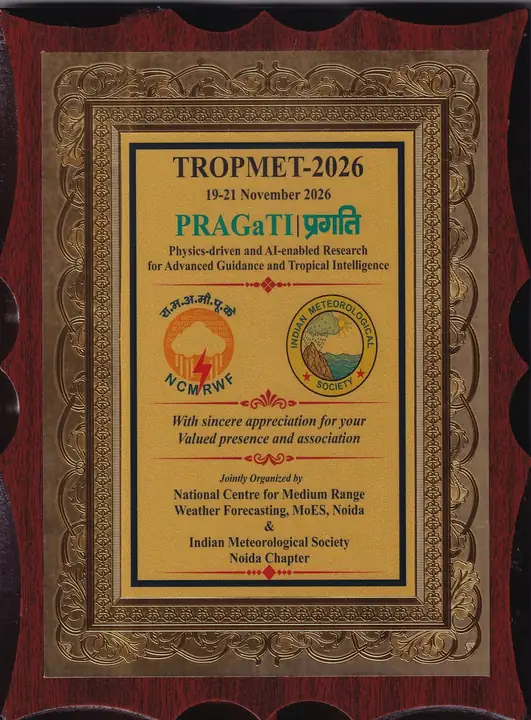 TROPMET-2026
19-21 November 2026
PRAGaTI|प्रगति
Physics-driven and AI-enabled Research
for Advanced Guidance and Tropical Intelligence
रा.म.अ.मौ.पू.के
NCMRWF
INDIAN METEOROLOGICAL
SOCIETY
With sincere appreciation for your
Valued presence and association
Jointly Organized by
National Centre for Medium Range
Weather Forecasting, MoES, Noida
&
Indian Meteorological Society
Noida Chapter